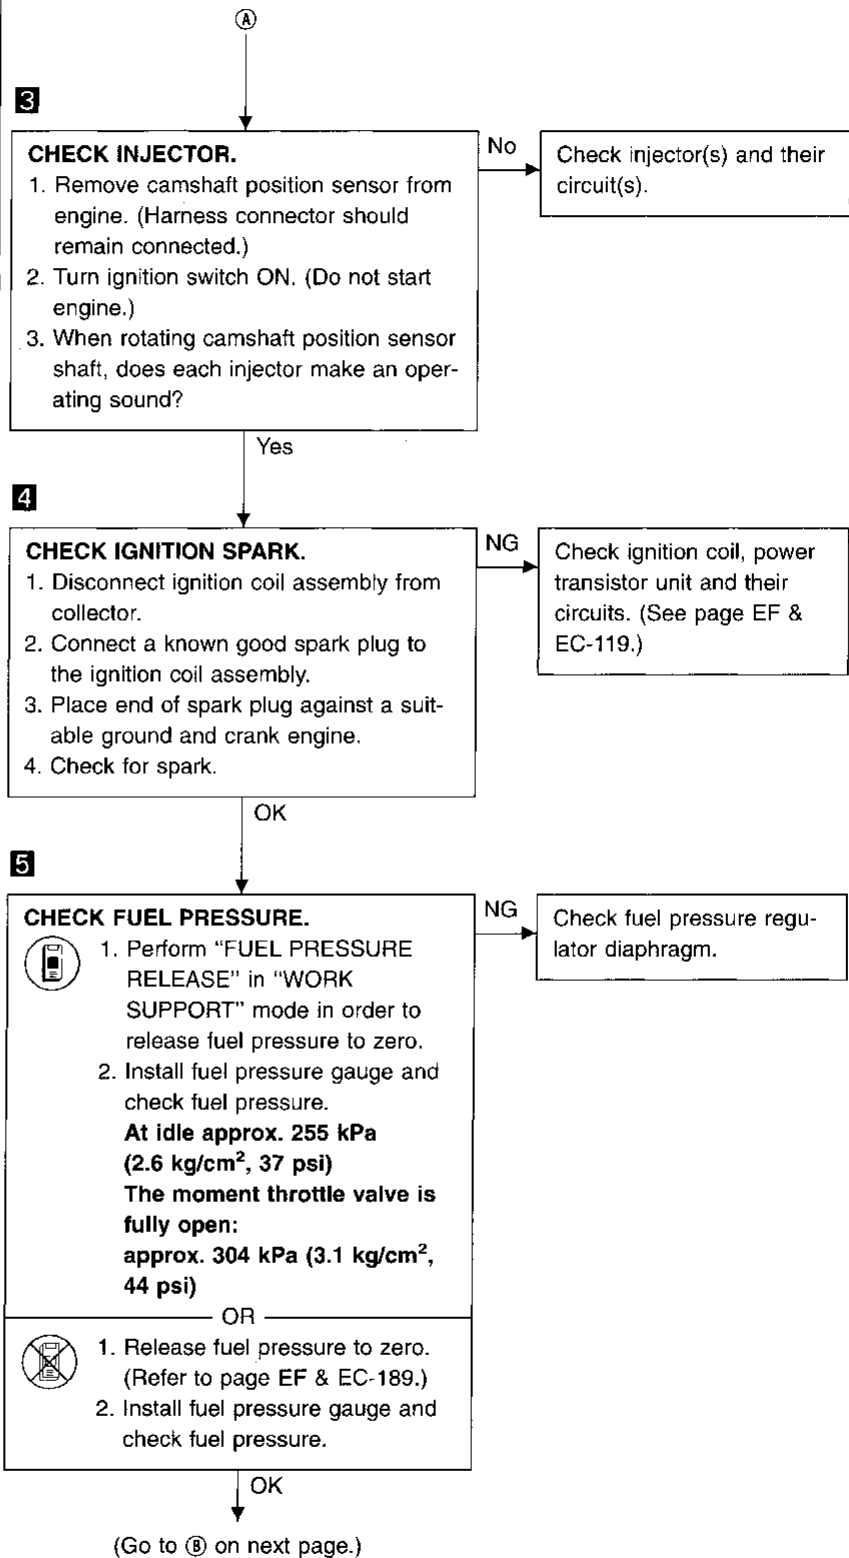 Ⓐ
3
CHECK INJECTOR.
1. Remove camshaft position sensor from
engine. (Harness connector should
remain connected.)
2. Turn ignition switch ON. (Do not start
engine.)
3. When rotating camshaft position sensor
shaft, does each injector make an oper-
ating sound?
No
Check injector(s) and their
circuit(s).
Yes
4
CHECK IGNITION SPARK.
1. Disconnect ignition coil assembly from
collector.
2. Connect a known good spark plug to
the ignition coil assembly.
3. Place end of spark plug against a suit-
able ground and crank engine.
4. Check for spark.
NG
Check ignition coil, power
transistor unit and their
circuits. (See page EF &
EC-119.)
OK
5
CHECK FUEL PRESSURE.
1. Perform “FUEL PRESSURE
RELEASE” in “WORK
SUPPORT” mode in order to
release fuel pressure to zero.
2. Install fuel pressure gauge and
check fuel pressure.
At idle approx. 255 kPa
(2.6 kg/cm², 37 psi)
The moment throttle valve is
fully open:
approx. 304 kPa (3.1 kg/cm²,
44 psi)
OR
1. Release fuel pressure to zero.
(Refer to page EF & EC-189.)
2. Install fuel pressure gauge and
check fuel pressure.
NG
Check fuel pressure regu-
lator diaphragm.
OK
(Go to Ⓑ on next page.)